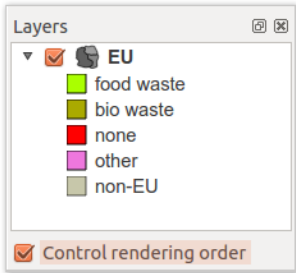 Layers
EU
food waste
bio waste
none
other
non-EU
Control rendering order